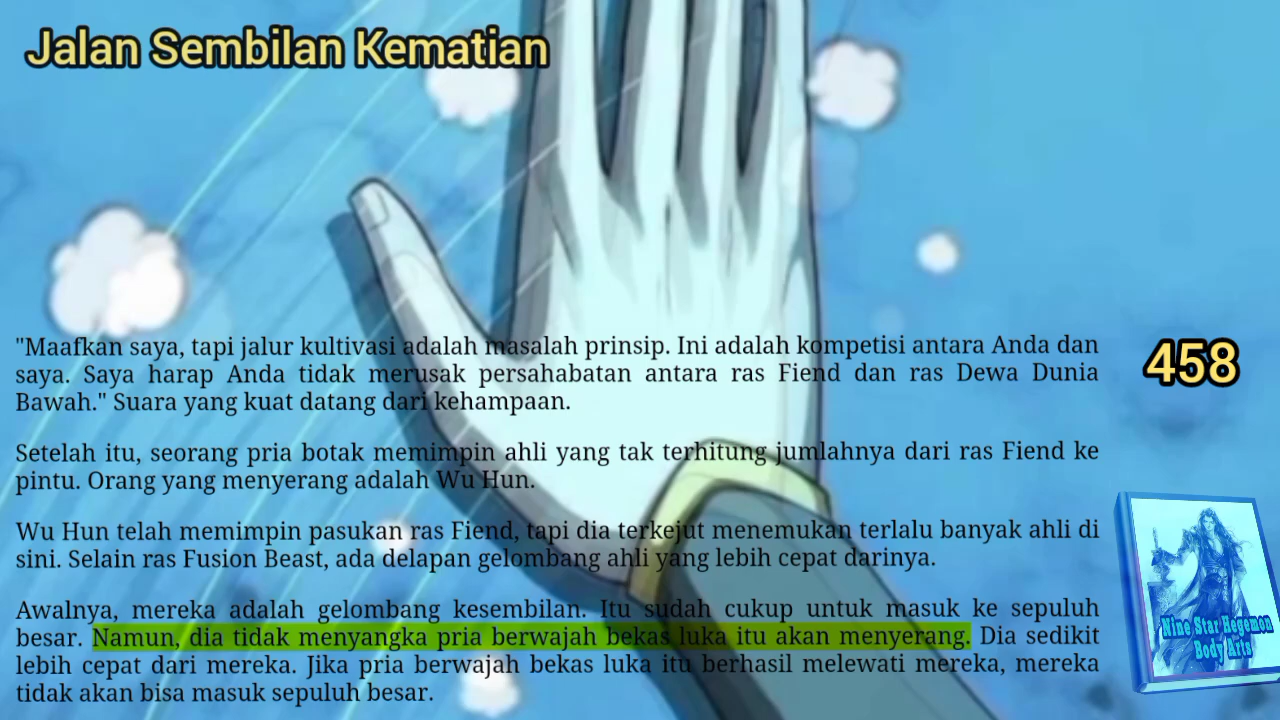 Jalan Sembilan Kematian
"Maafkan saya, tapi jalur kultivasi adalah masalah prinsip. Ini adalah kompetisi antara Anda dan
saya. Saya harap Anda tidak merusak persahabatan antara ras Fiend dan ras Dewa Dunia
Bawah." Suara yang kuat datang dari kehampaan.
458
Setelah itu, seorang pria botak memimpin ahli yang tak terhitung jumlahnya dari ras Fiend ke
pintu. Orang yang menyerang adalah Wu Hun.
Wu Hun telah memimpin pasukan ras Fiend, tapi dia terkejut menemukan terlalu banyak ahli di
sini. Selain ras Fusion Beast, ada delapan gelombang ahli yang lebih cepat darinya.
Awalnya, mereka adalah gelombang kesembilan. Itu sudah cukup untuk masuk ke sepuluh
besar. Namun, dia tidak menyangka pria berwajah bekas luka itu akan menyerang. Dia sedikit
lebih cepat dari mereka. Jika pria berwajah bekas luka itu berhasil melewati mereka, mereka
tidak akan bisa masuk sepuluh besar.
Nine Star Hegemon
Body Arts